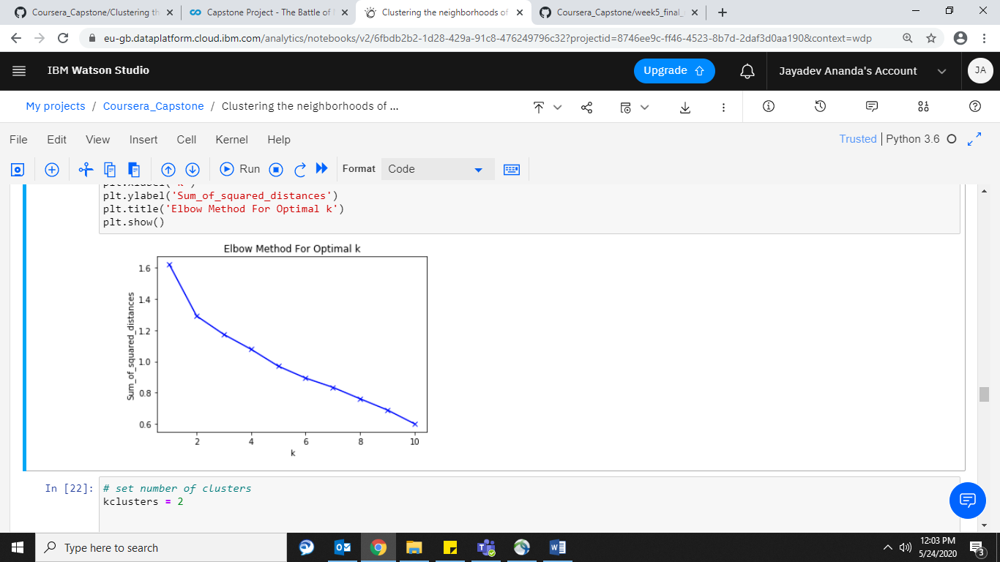 Coursera_Capstone/Clustering th
Capstone Project - The Battle of
Clustering the neighborhoods of
Coursera_Capstone/week5_final_
eu-gb.dataplatform.cloud.ibm.com/analytics/notebooks/v2/6fbdb2b2-1d28-429a-91c8-476249796c32?projectid=8746ee9c-ff46-4523-8b7d-2daf3d0aa190&context=wdp
IBM Watson Studio
Upgrade
Jayadev Ananda's Account
JA
My projects / Coursera_Capstone / Clustering the neighborhoods of ...
File Edit View Insert Cell Kernel Help
Trusted | Python 3.6
Run
Format
Code
plt.xlabel('k')
plt.ylabel('Sum_of_squared_distances')
plt.title('Elbow Method For Optimal k')
plt.show()
Elbow Method For Optimal k
Sum_of_squared_distances
1.6
1.4
1.2
1.0
0.8
0.6
2 4 6 8 10
k
In [22]:
# set number of clusters
kclusters = 2
Type here to search
12:03 PM
5/24/2020
3